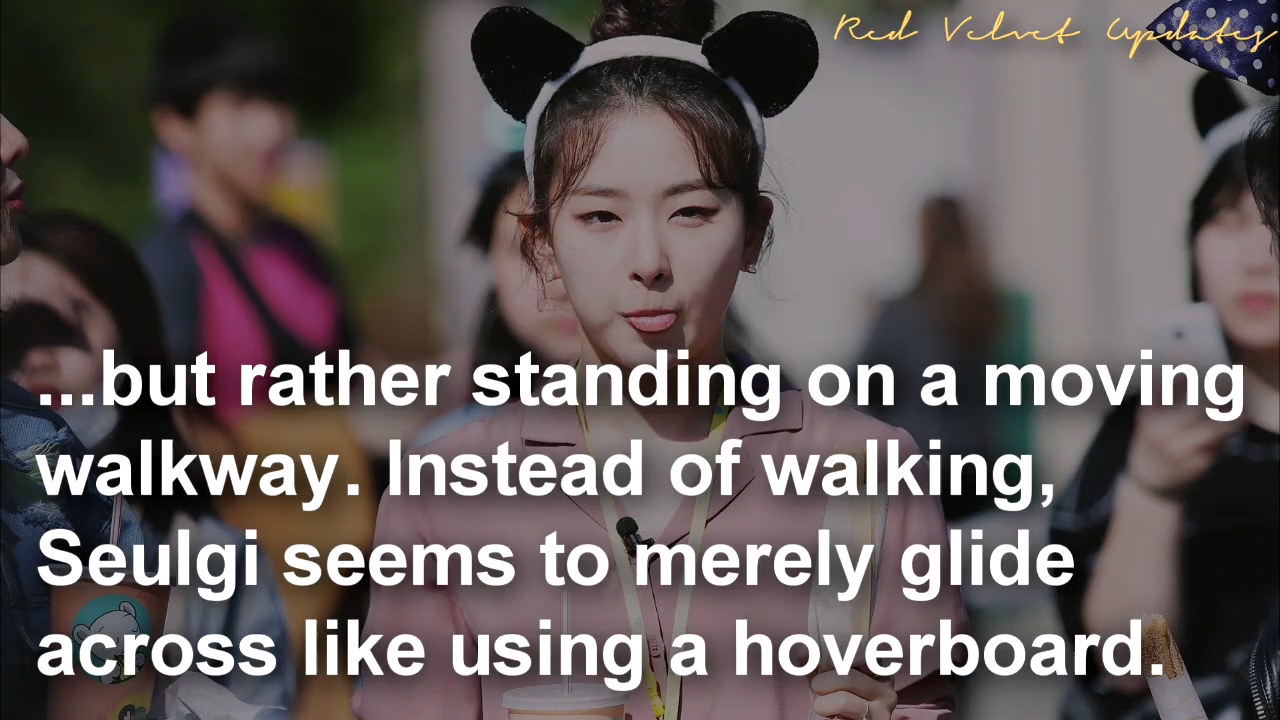 Red Velvet Updates
...but rather standing on a moving
walkway. Instead of walking,
Seulgi seems to merely glide
across like using a hoverboard.